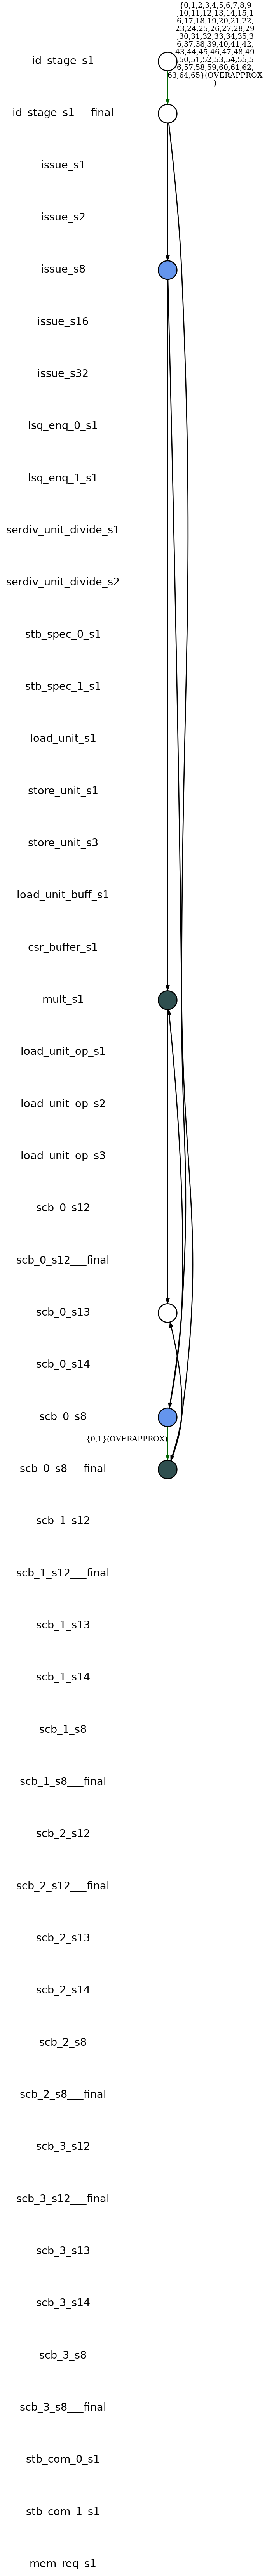 {0,1,2,3,4,5,6,7,8,9
,10,11,12,13,14,15,1
6,17,18,19,20,21,22,
23,24,25,26,27,28,29
,30,31,32,33,34,35,3
6,37,38,39,40,41,42,
43,44,45,46,47,48,49
,50,51,52,53,54,55,5
6,57,58,59,60,61,62,
63,64,65}(OVERAPPROX
)
id_stage_s1
id_stage_s1___final
issue_s1
issue_s2
issue_s8
issue_s16
issue_s32
lsq_enq_0_s1
lsq_enq_1_s1
serdiv_unit_divide_s1
serdiv_unit_divide_s2
stb_spec_0_s1
stb_spec_1_s1
load_unit_s1
store_unit_s1
store_unit_s3
load_unit_buff_s1
csr_buffer_s1
mult_s1
load_unit_op_s1
load_unit_op_s2
load_unit_op_s3
scb_0_s12
scb_0_s12___final
scb_0_s13
scb_0_s14
scb_0_s8
{0,1}(OVERAPPROX)
scb_0_s8___final
scb_1_s12
scb_1_s12___final
scb_1_s13
scb_1_s14
scb_1_s8
scb_1_s8___final
scb_2_s12
scb_2_s12___final
scb_2_s13
scb_2_s14
scb_2_s8
scb_2_s8___final
scb_3_s12
scb_3_s12___final
scb_3_s13
scb_3_s14
scb_3_s8
scb_3_s8___final
stb_com_0_s1
stb_com_1_s1
mem_req_s1